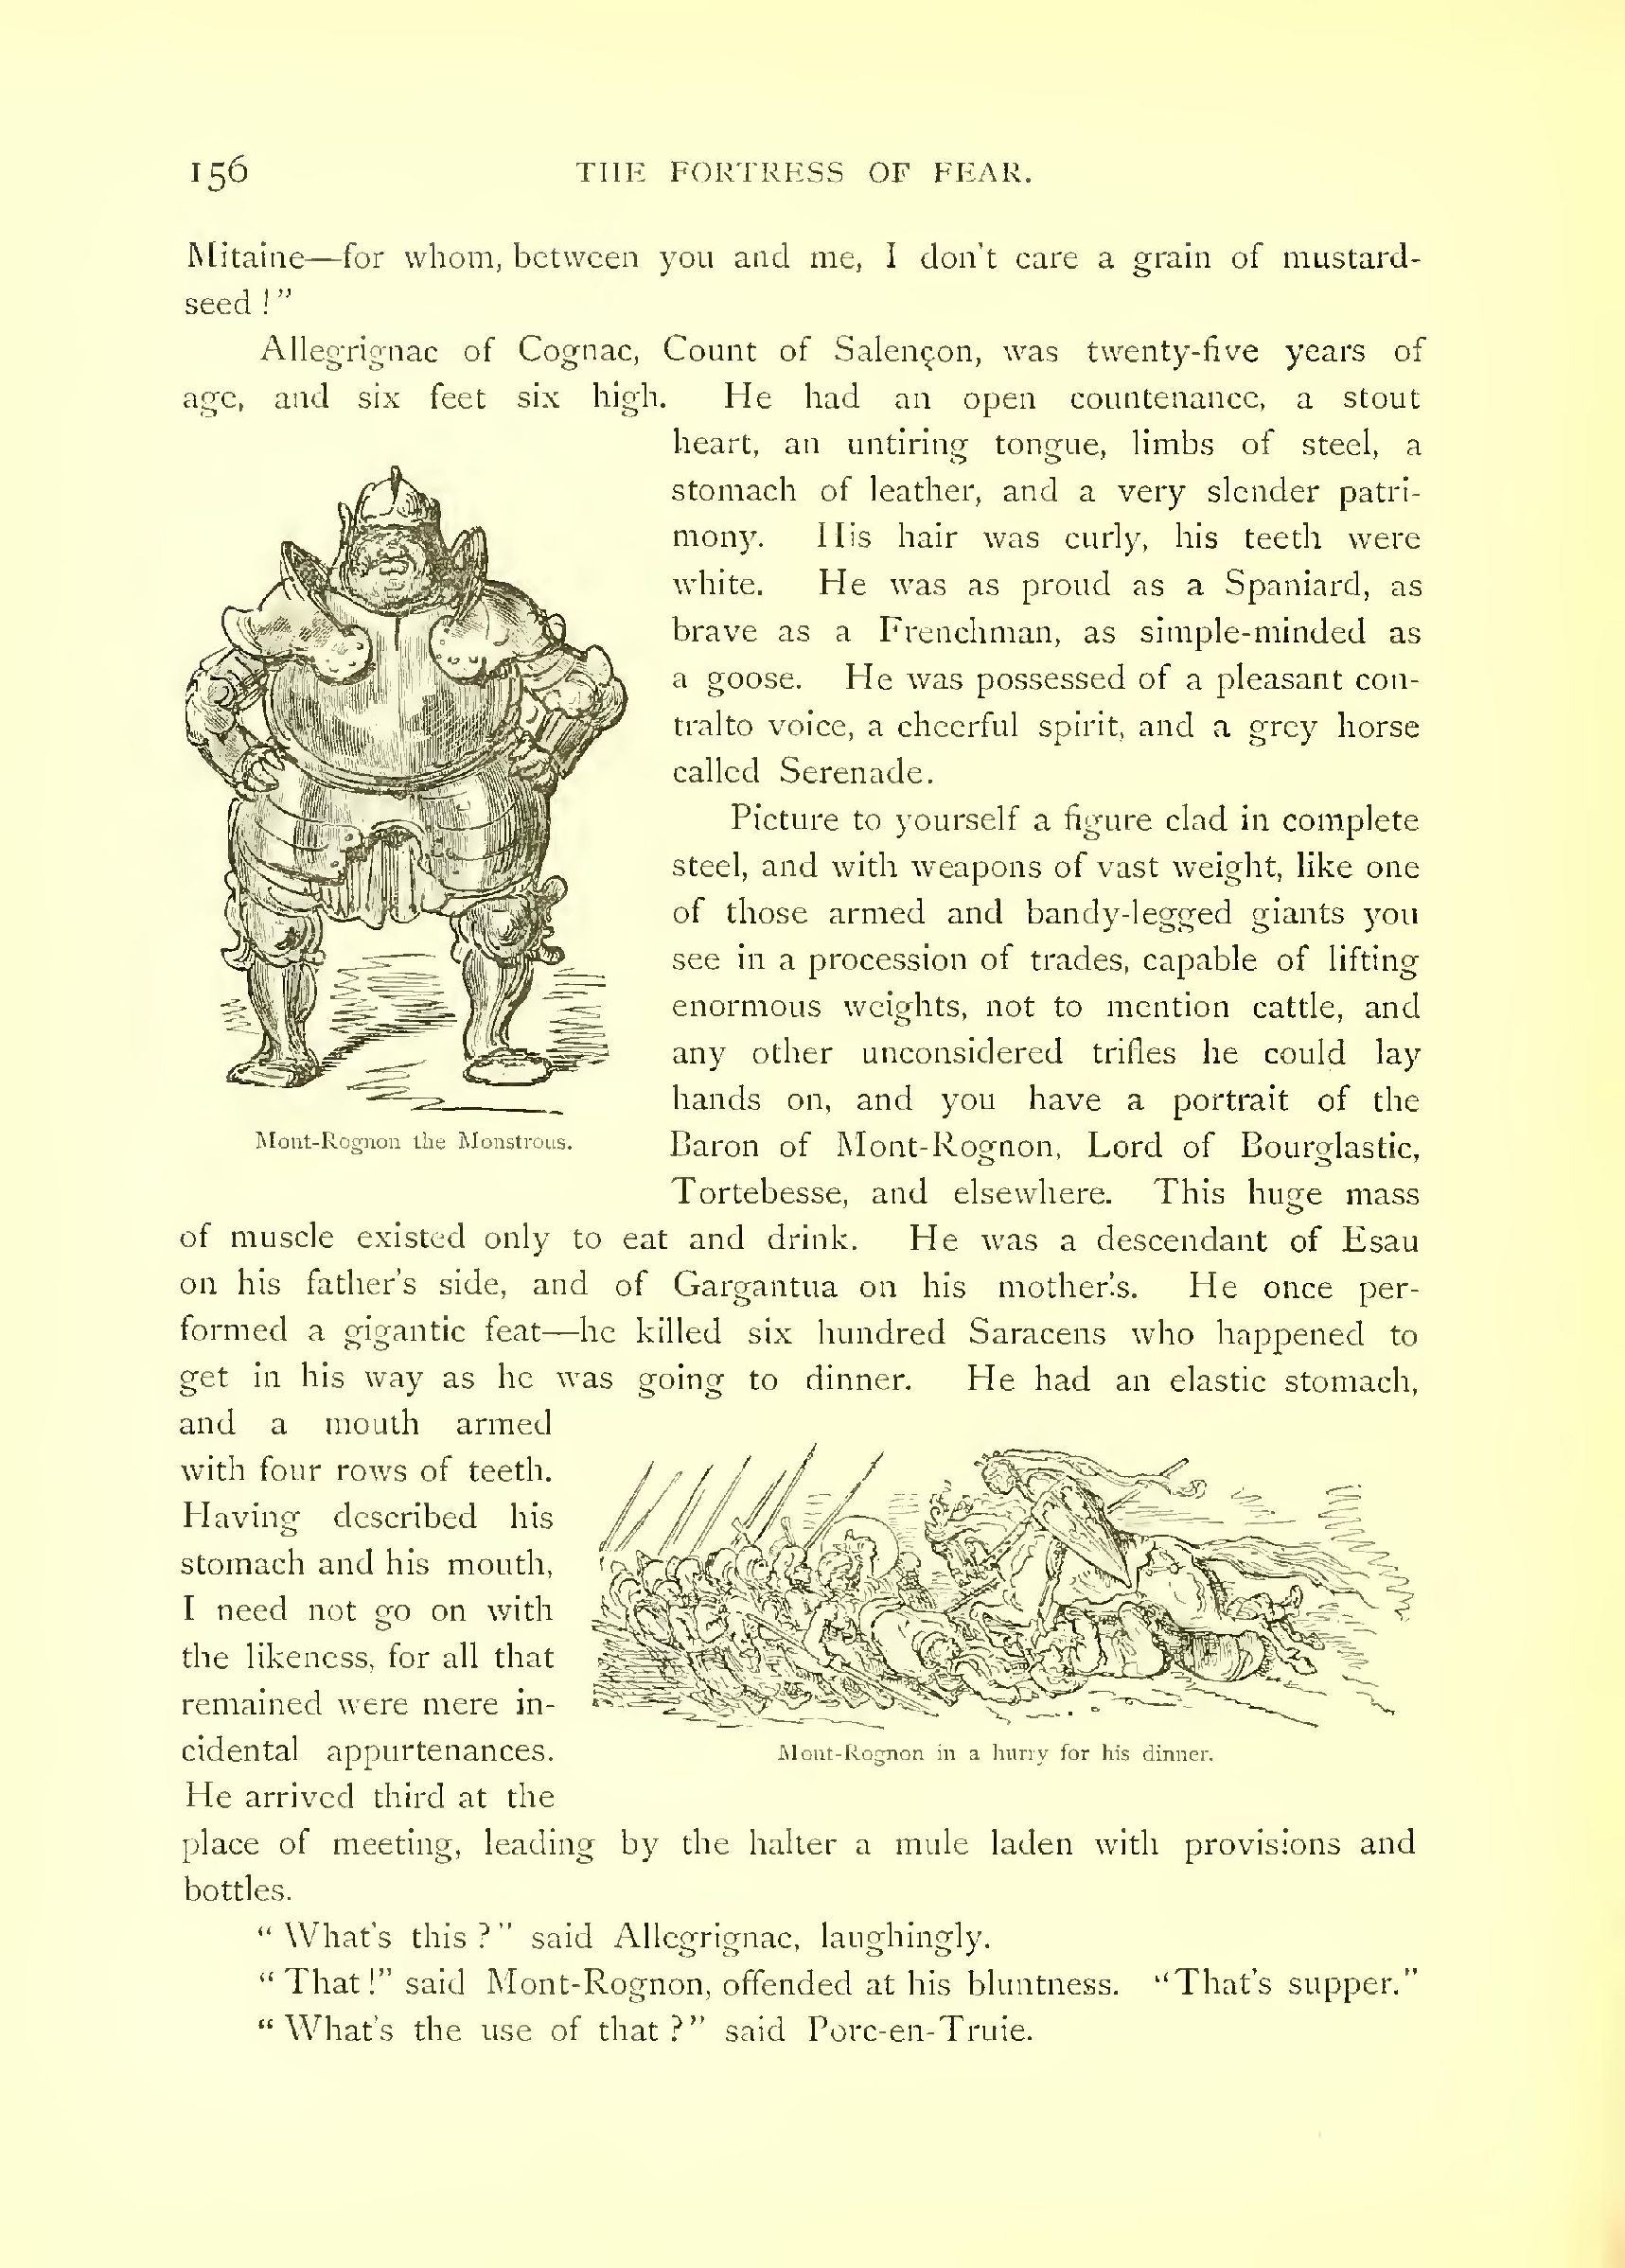 156 THE FORTRESS OF FEAR.
Mitaine—for whom, between you and me, I don't care a grain of mustard-
seed!"
Allegrignac of Cognac, Count of Salençon, was twenty-five years of
age, and six feet six high. He had an open countenance, a stout
heart, an untiring tongue, limbs of steel, a
stomach of leather, and a very slender patri-
mony. His hair was curly, his teeth were
white. He was as proud as a Spaniard, as
brave as a Frenchman, as simple-minded as
a goose. He was possessed of a pleasant con-
tralto voice, a cheerful spirit, and a grey horse
called Serenade.
Picture to yourself a figure clad in complete
steel, and with weapons of vast weight, like one
of those armed and bandy-legged giants you
see in a procession of trades, capable of lifting
enormous weights, not to mention cattle, and
any other unconsidered trifles he could lay
hands on, and you have a portrait of the
Baron of Mont-Rognon, Lord of Bourglastic,
Tortebesse, and elsewhere. This huge mass
Mont-Rognon the Monstrous.
of muscle existed only to eat and drink. He was a descendant of Esau
on his father's side, and of Gargantua on his mother's. He once per-
formed a gigantic feat—he killed six hundred Saracens who happened to
get in his way as he was going to dinner. He had an elastic stomach,
and a mouth armed
with four rows of teeth.
Having described his
stomach and his mouth,
I need not go on with
the likeness, for all that
remained were mere in-
cidental appurtenances.
He arrived third at the
Mont-Rognon in a hurry for his dinner.
place of meeting, leading by the halter a mule laden with provisions and
bottles.
"What's this?" said Allegrignac, laughingly.
"That!" said Mont-Rognon, offended at his bluntness. "That's supper."
"What's the use of that?" said Porc-en-Truie.